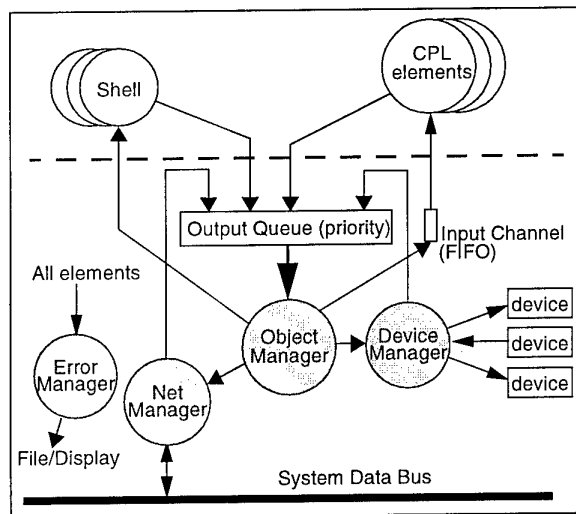 Shell
CPL
elements
Output Queue (priority)
Input Channel
(FIFO)
All elements
Error
Manager
File/Display
Net
Manager
Object
Manager
Device
Manager
device
device
device
System Data Bus